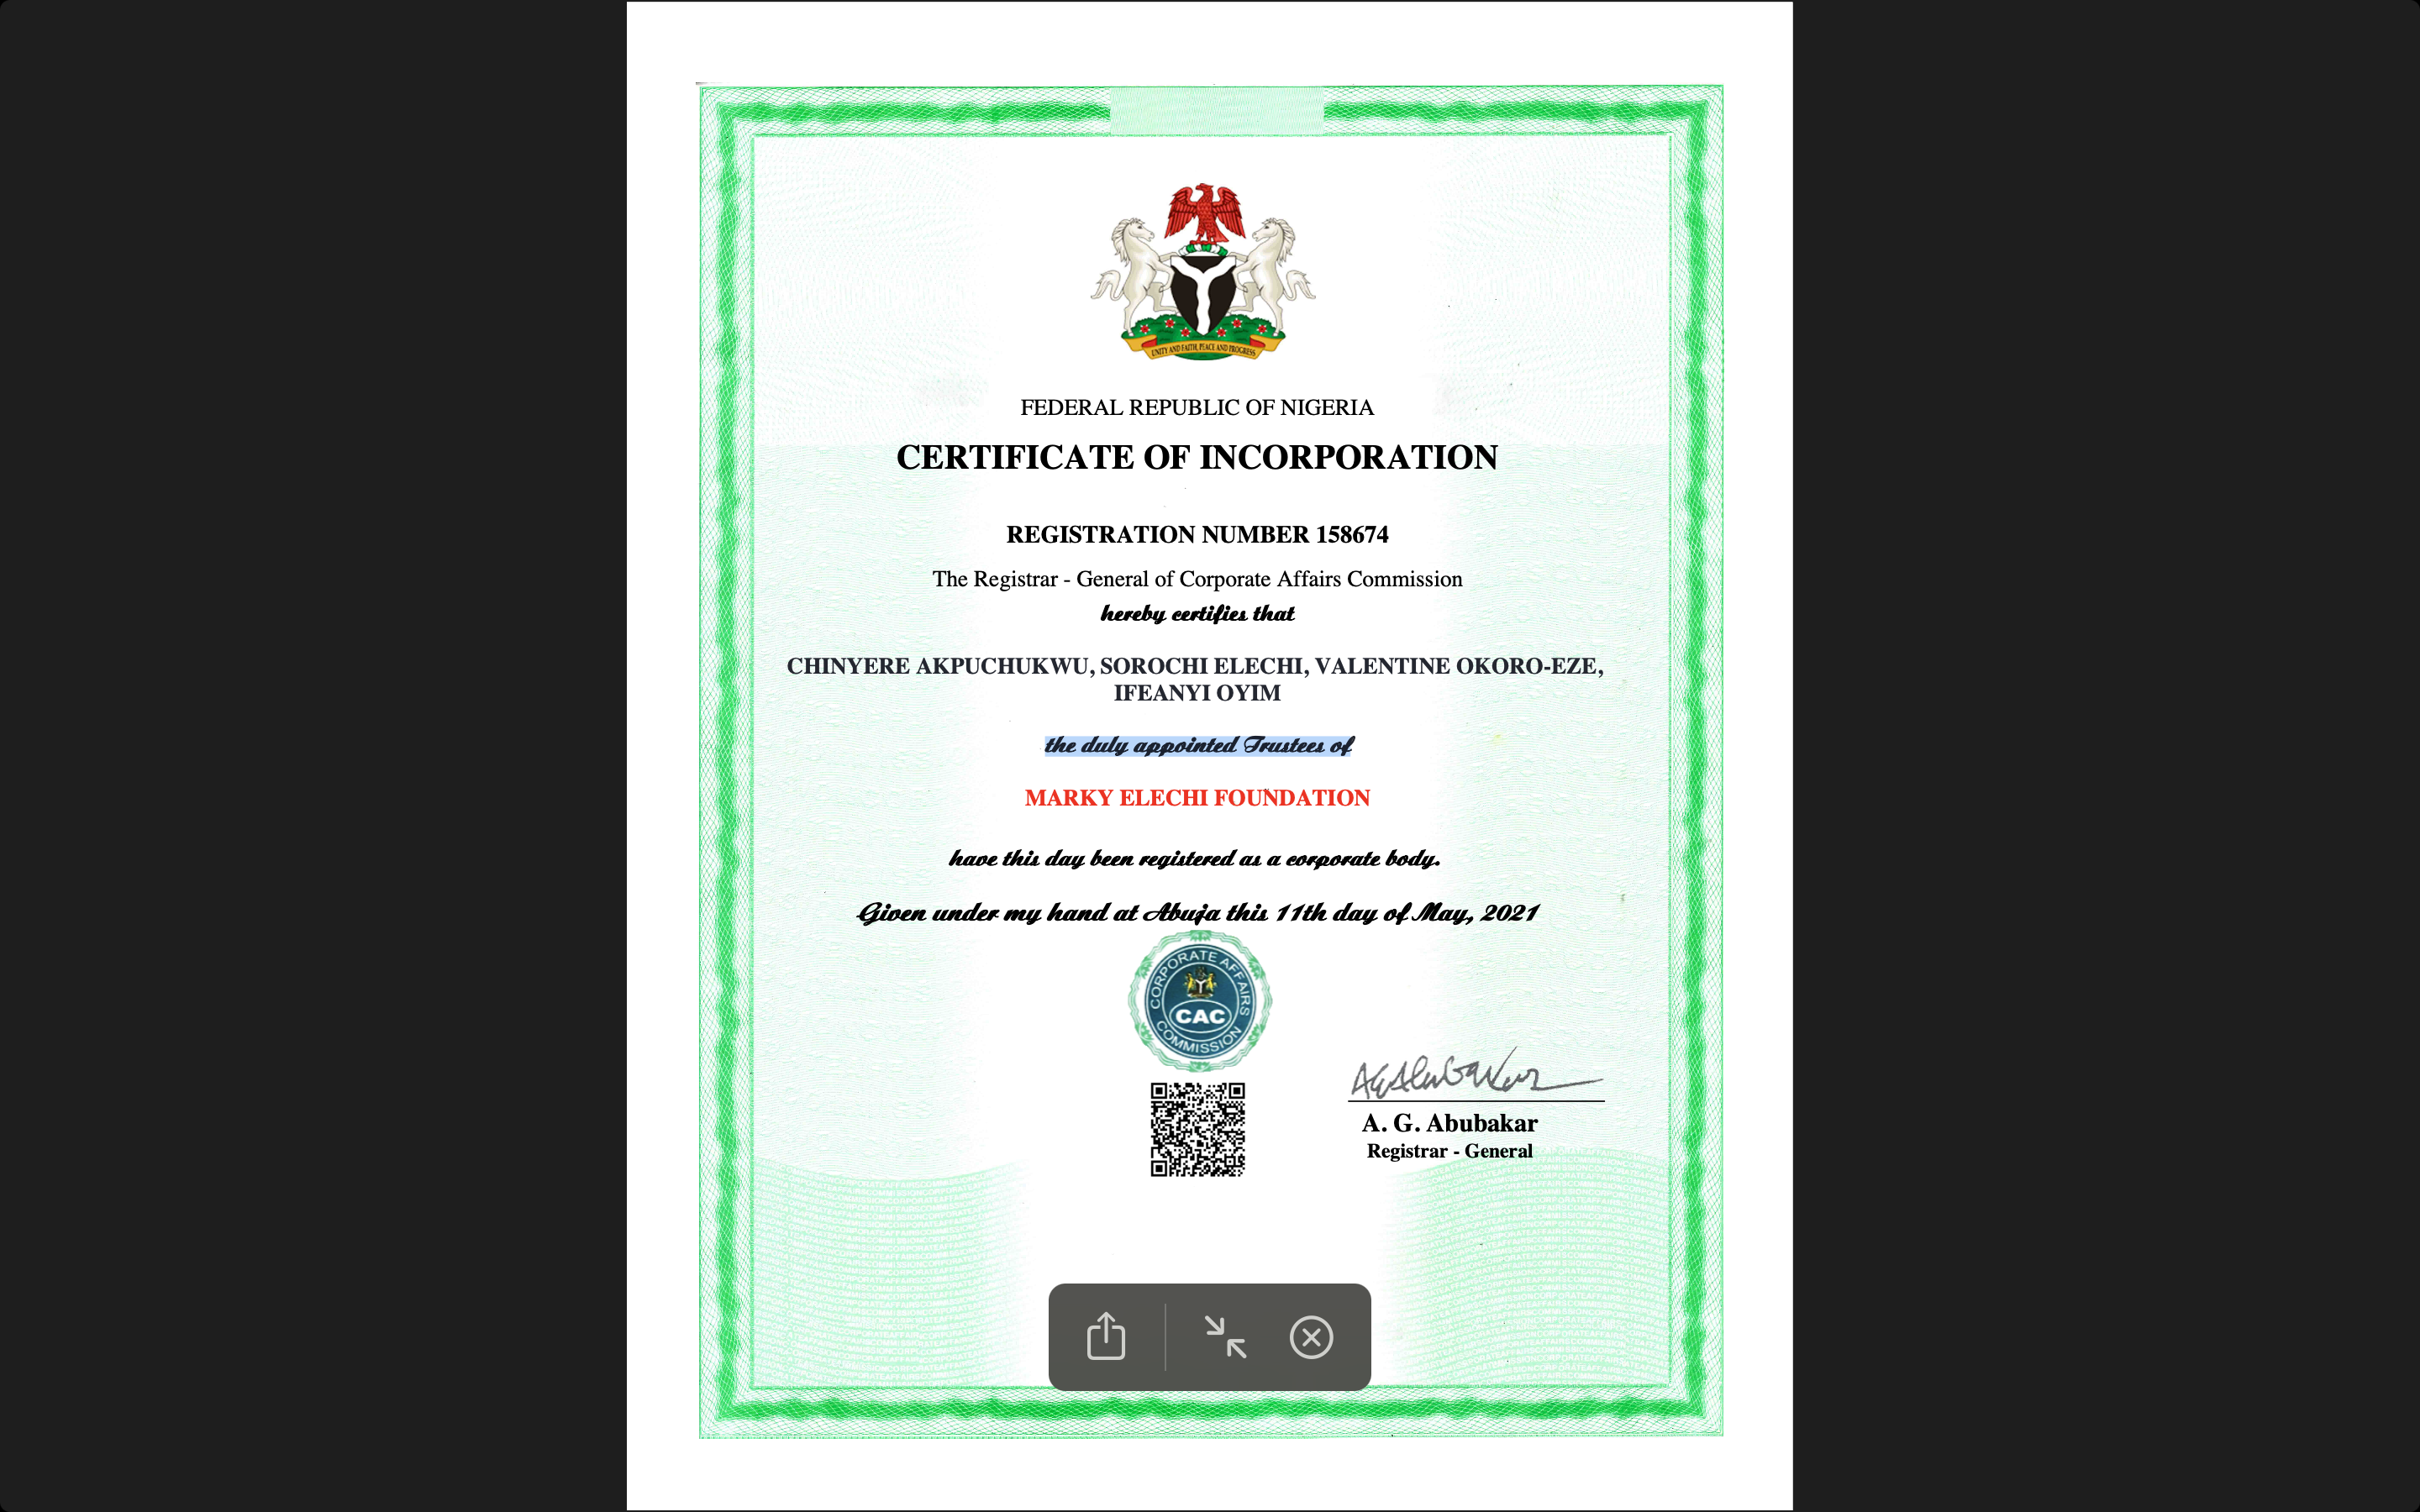 UNITY AND FAITH, PEACE AND PROGRESS
FEDERAL REPUBLIC OF NIGERIA
CERTIFICATE OF INCORPORATION
REGISTRATION NUMBER 158674
The Registrar - General of Corporate Affairs Commission
hereby certifies that
CHINYERE AKPUCHUKWU, SOROCHI ELECHI, VALENTINE OKORO-EZE,
IFEANYI OYIM
the duly appointed Trustees of
MARKY ELECHI FOUNDATION
have this day been registered as a corporate body.
Given under my hand at Abuja this 11th day of May, 2021
CORPORATE AFFAIRS
CAC
COMMISSION
A. G. Abubakar
Registrar - General